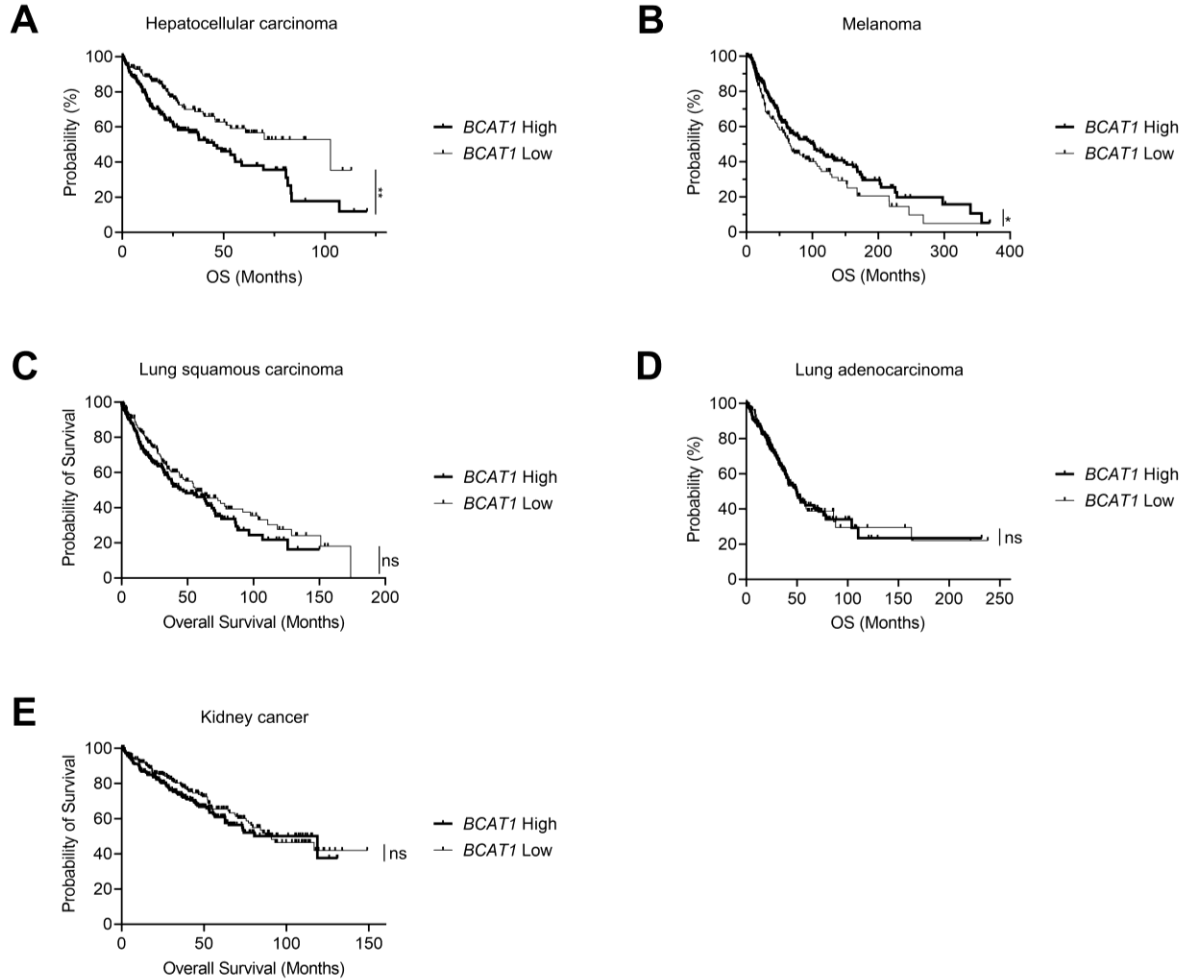 A
Hepatocellular carcinoma
Probability (%)
100
80
60
40
20
0
0 50 100
OS (Months)
**
BCAT1 High
BCAT1 Low
B
Melanoma
Probability (%)
100
80
60
40
20
0
0 100 200 300 400
OS (Months)
*
BCAT1 High
BCAT1 Low
C
Lung squamous carcinoma
Probability of Survival
100
80
60
40
20
0
0 50 100 150 200
Overall Survival (Months)
ns
BCAT1 High
BCAT1 Low
D
Lung adenocarcinoma
Probability (%)
100
80
60
40
20
0
0 50 100 150 200 250
OS (Months)
ns
BCAT1 High
BCAT1 Low
E
Kidney cancer
Probability of Survival
100
80
60
40
20
0
0 50 100 150
Overall Survival (Months)
ns
BCAT1 High
BCAT1 Low